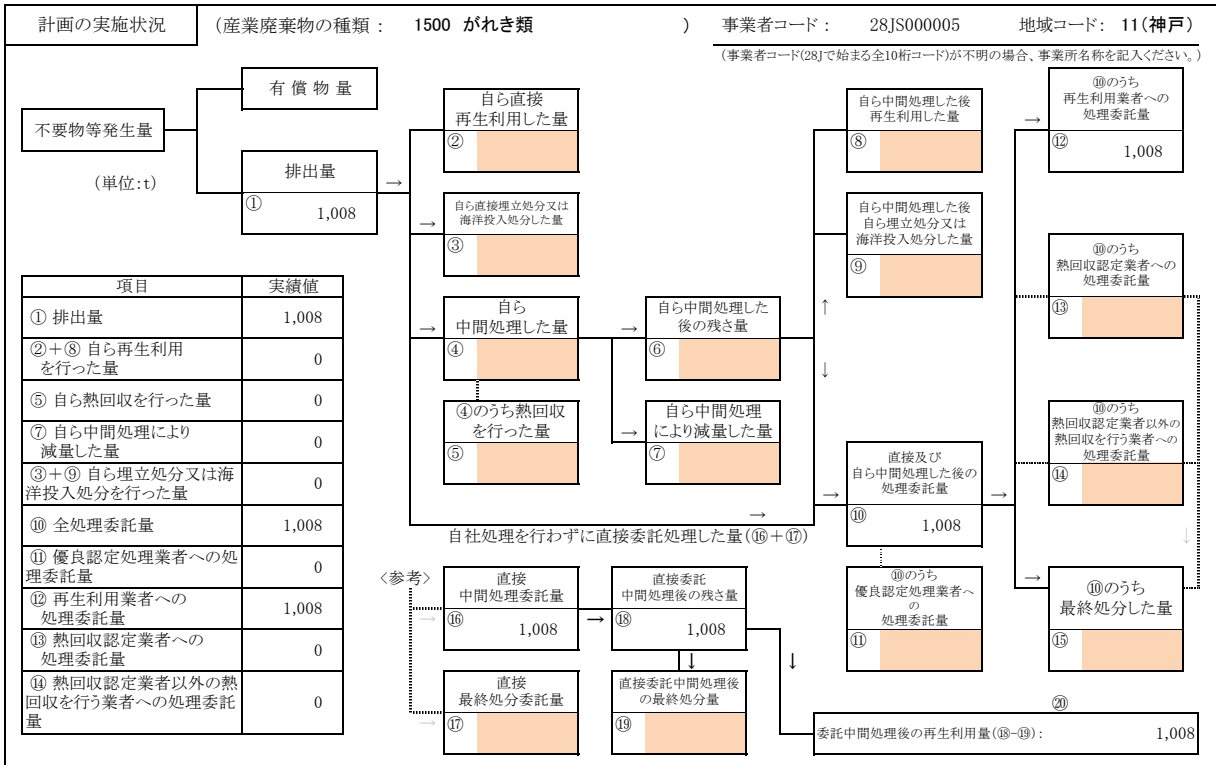 計画の実施状況
(産業廃棄物の種類: 1500 がれき類 )
事業者コード: 28JS000005
地域コード: 11(神戸)
(事業者コード(28Jで始まる全10桁コード)が不明の場合、事業所名称を記入ください。)
不要物等発生量
(単位:t)
有償物量
排出量
① 1,008
→
自ら直接
再生利用した量
②
→
自ら直接埋立処分又は
海洋投入処分した量
③
→
自ら
中間処理した量
④
④のうち熱回収
を行った量
⑤
→
自ら中間処理した
後の残さ量
⑥
→
自ら中間処理
により減量した量
⑦
自ら中間処理した後
再生利用した量
⑧
自ら中間処理した後
自ら埋立処分又は
海洋投入処分した量
⑨
↑
↓
→
自社処理を行わずに直接委託処理した量(⑯+⑰)
→
直接及び
自ら中間処理した後の
処理委託量
⑩ 1,008
→
⑩のうち
優良認定処理業者へ
の
処理委託量
⑪
→
⑩のうち
再生利用業者への
処理委託量
⑫ 1,008
⑩のうち
熱回収認定業者への
処理委託量
⑬
⑩のうち
熱回収認定業者以外の
熱回収を行う業者への
処理委託量
⑭
↓
→
⑩のうち
最終処分した量
⑮
項目 実績値
① 排出量 1,008
②+⑧ 自ら再生利用
を行った量 0
⑤ 自ら熱回収を行った量 0
⑦ 自ら中間処理により
減量した量 0
③+⑨ 自ら埋立処分又は海
洋投入処分を行った量 0
⑩ 全処理委託量 1,008
⑪ 優良認定処理業者への処
理委託量 0
⑫ 再生利用業者への
処理委託量 1,008
⑬ 熱回収認定業者への
処理委託量 0
⑭ 熱回収認定業者以外の熱
回収を行う業者への処理委託
量 0
<参考>
→
直接
中間処理委託量
⑯ 1,008
→
直接委託
中間処理後の残さ量
⑱ 1,008
→
直接
最終処分委託量
⑰
↓
直接委託中間処理後
の最終処分量
⑲
↓
⑳
委託中間処理後の再生利用量(⑱-⑲): 1,008